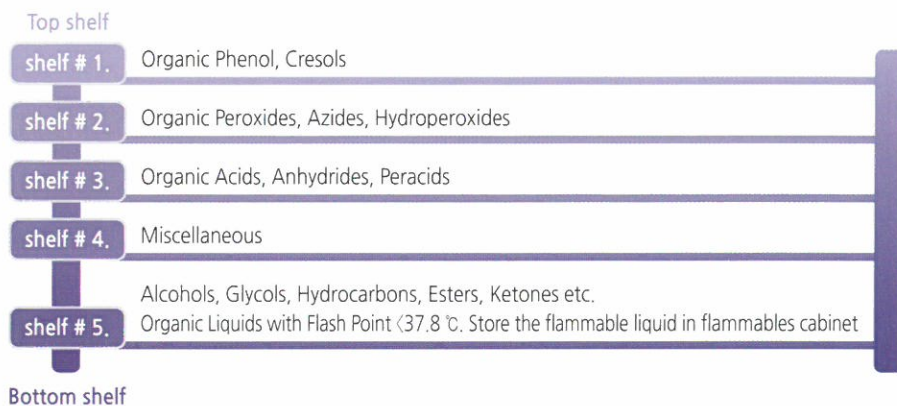 Top shelf
shelf # 1.
Organic Phenol, Cresols
shelf # 2.
Organic Peroxides, Azides, Hydroperoxides
shelf # 3.
Organic Acids, Anhydrides, Peracids
shelf # 4.
Miscellaneous
Alcohols, Glycols, Hydrocarbons, Esters, Ketones etc.
shelf # 5.
Organic Liquids with Flash Point〈37.8 ℃. Store the flammable liquid in flammables cabinet
Bottom shelf